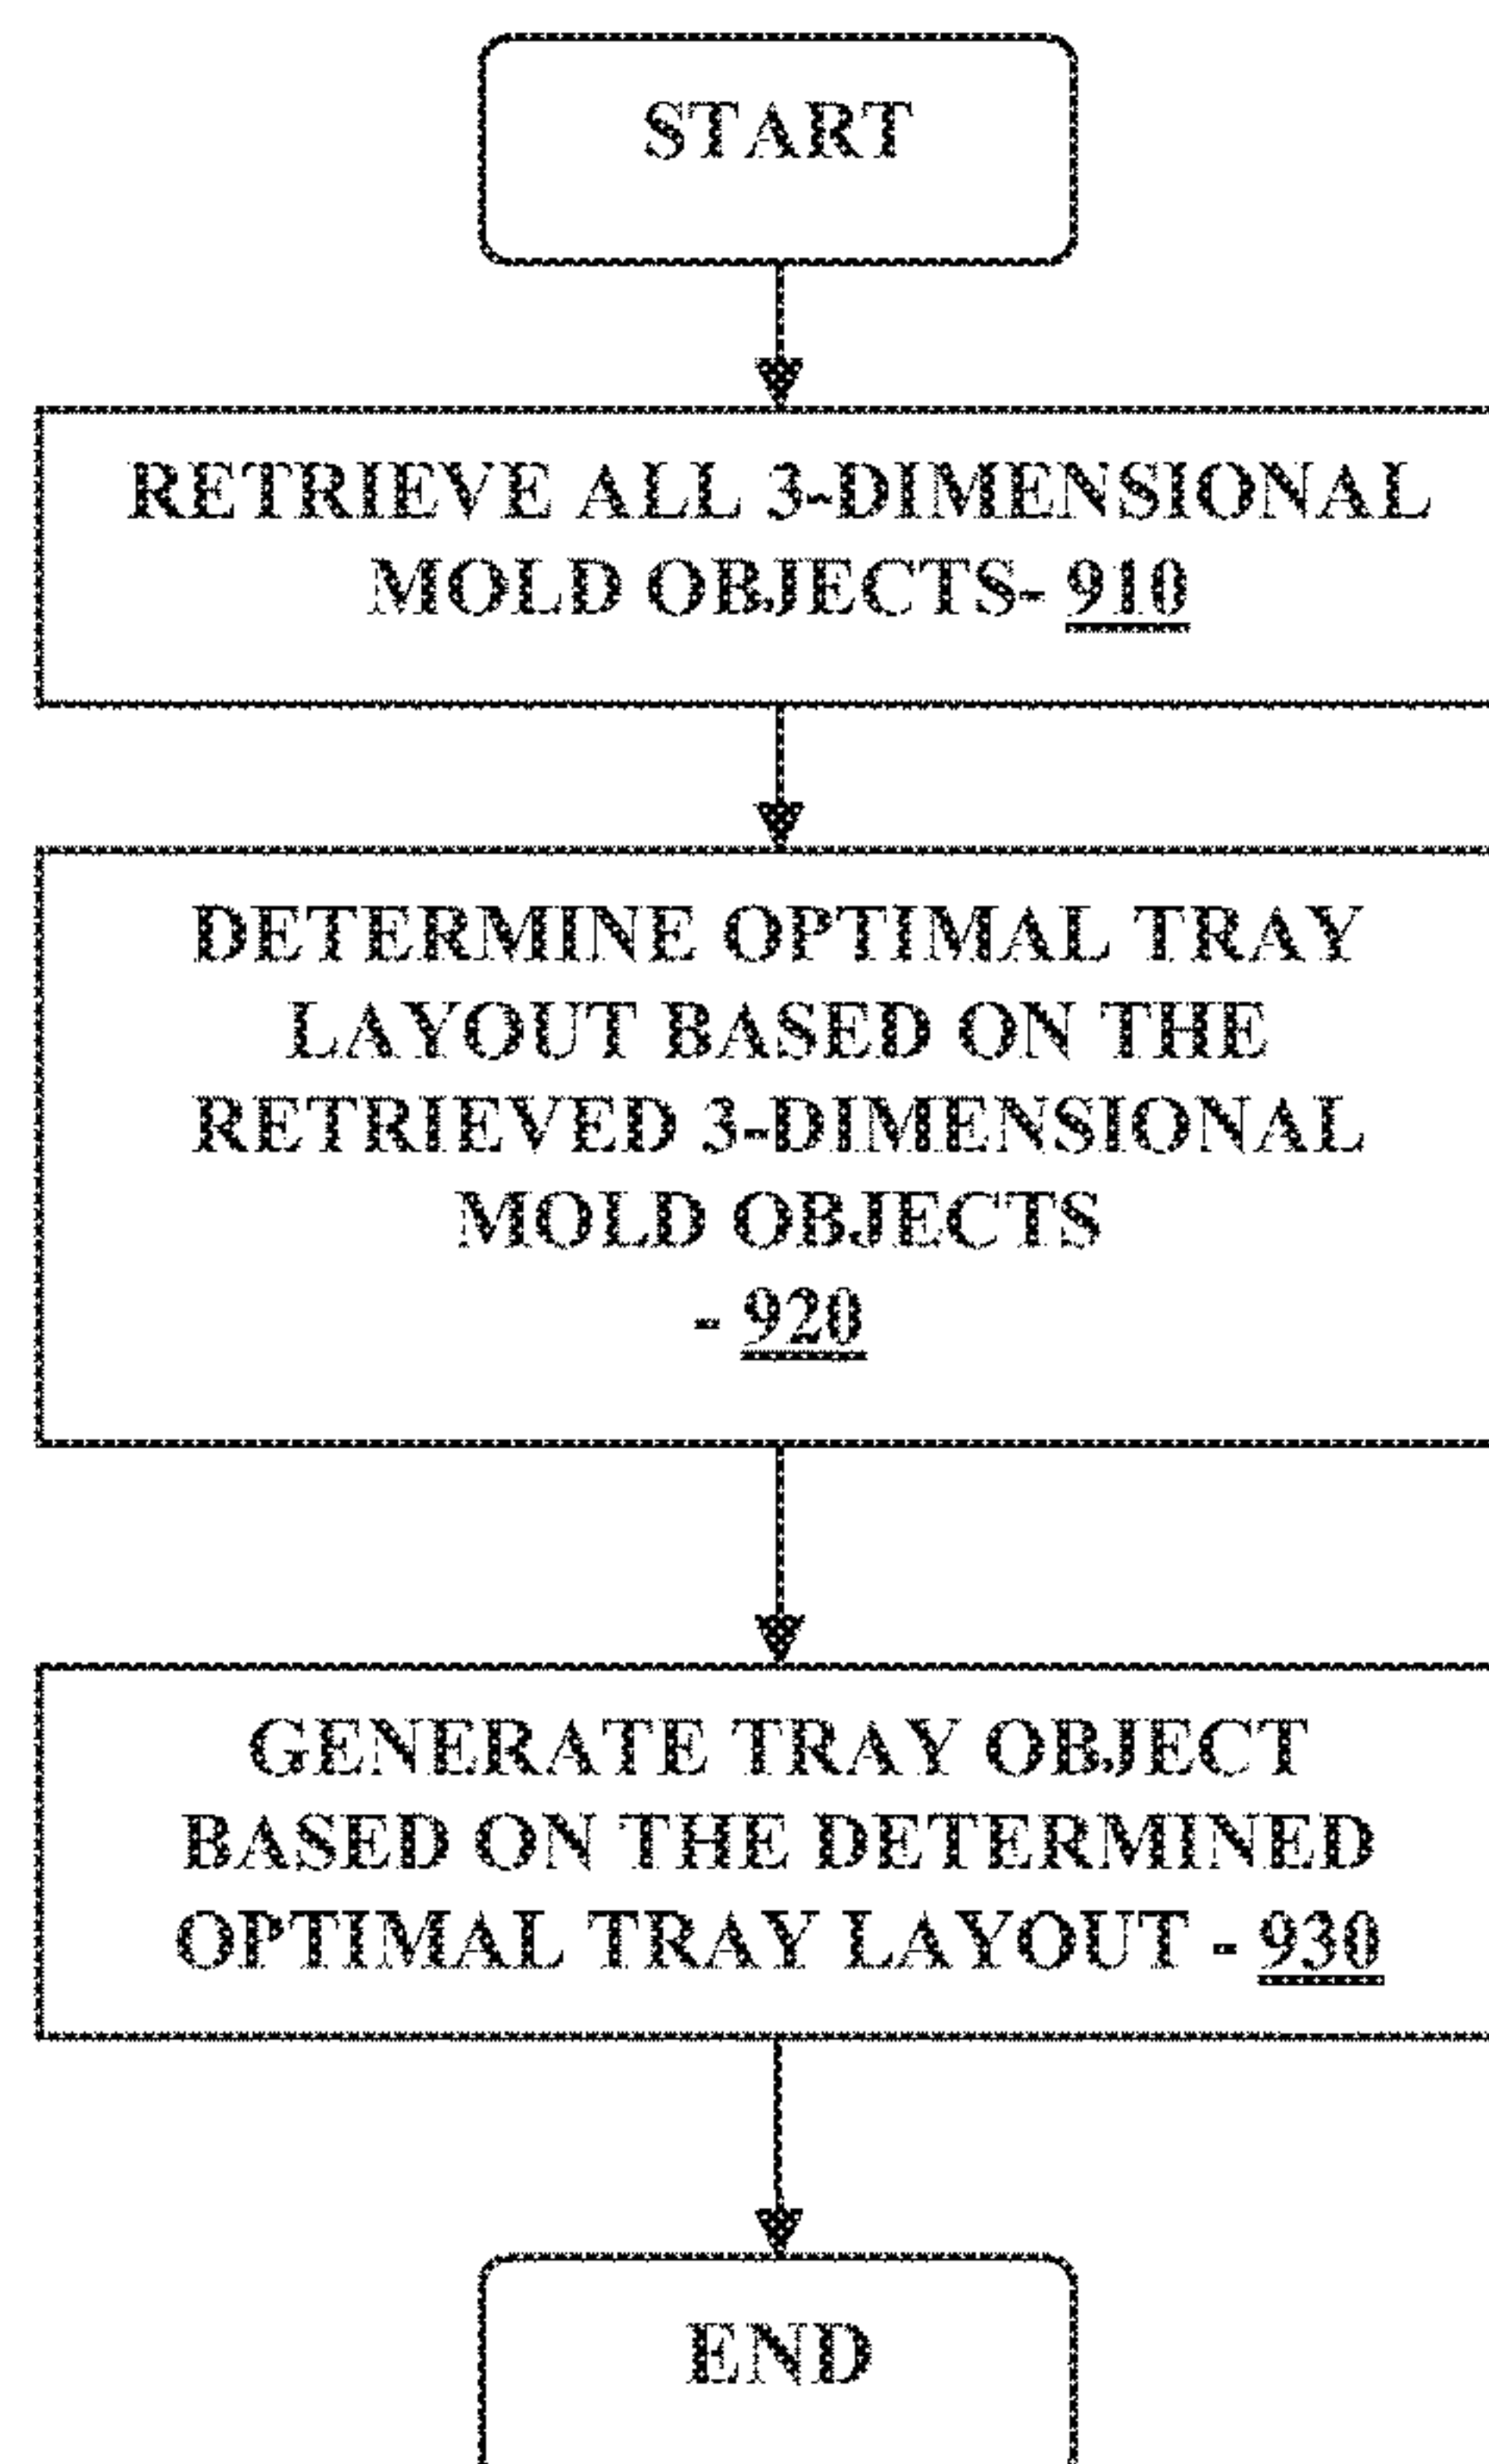 START
RETRIEVE ALL 3-DIMENSIONAL
MOLD OBJECTS- 910
DETERMINE OPTIMAL TRAY
LAYOUT BASED ON THE
RETRIEVED 3-DIMENSIONAL
MOLD OBJECTS
- 920
GENERATE TRAY OBJECT
BASED ON THE DETERMINED
OPTIMAL TRAY LAYOUT - 930
END